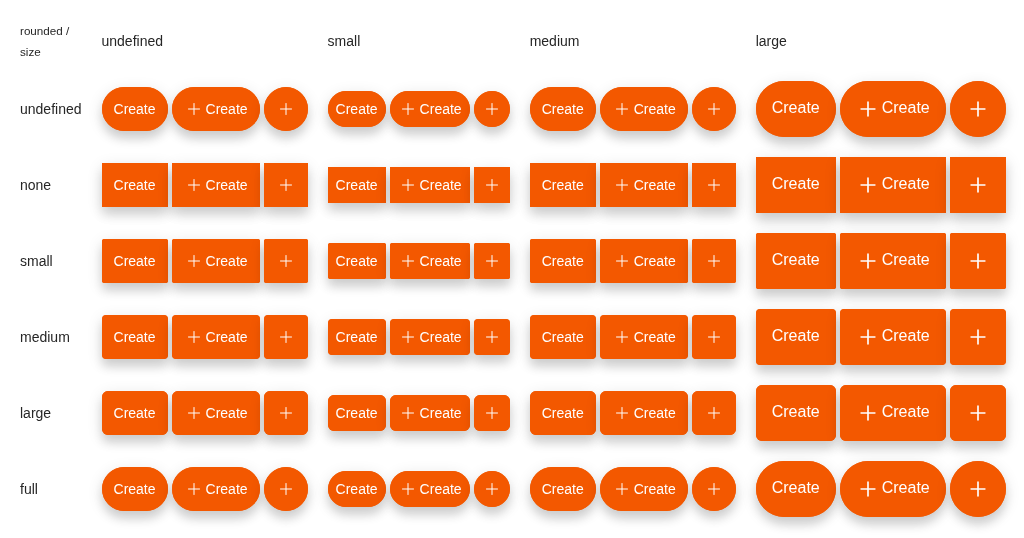 rounded /
size
undefined small medium large
undefined Create Create Create Create Create Create Create Create
none Create Create Create Create Create Create Create Create
small Create Create Create Create Create Create Create Create
medium Create Create Create Create Create Create Create Create
large Create Create Create Create Create Create Create Create
full Create Create Create Create Create Create Create Create